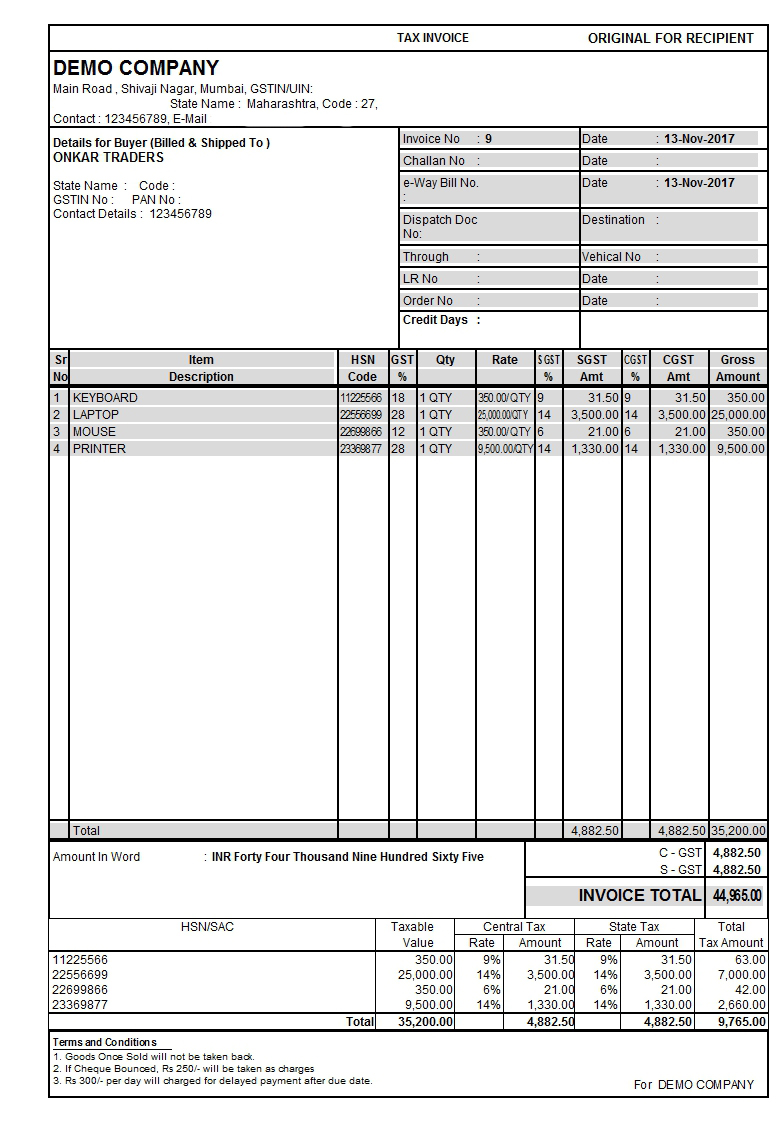 TAX INVOICE ORIGINAL FOR RECIPIENT
DEMO COMPANY
Main Road , Shivaji Nagar, Mumbai, GSTIN/UIN:
State Name : Maharashtra, Code : 27,
Contact : 123456789, E-Mail
Details for Buyer (Billed & Shipped To )
ONKAR TRADERS
State Name : Code :
GSTIN No : PAN No :
Contact Details : 123456789
Invoice No : 9 Date : 13-Nov-2017
Challan No : Date :
e-Way Bill No. Date : 13-Nov-2017
:
Dispatch Doc Destination :
No:
Through : Vehical No :
LR No : Date :
Order No : Date :
Credit Days :
Sr Item HSN GST Qty Rate SGST SGST CGST CGST Gross
No Description Code % % Amt % Amt Amount
1 KEYBOARD 11225566 18 1 QTY 350.00/QTY 9 31.50 9 31.50 350.00
2 LAPTOP 22556699 28 1 QTY 25,000.00/QTY 14 3,500.00 14 3,500.00 25,000.00
3 MOUSE 22699866 12 1 QTY 350.00/QTY 6 21.00 6 21.00 350.00
4 PRINTER 23369877 28 1 QTY 9,500.00/QTY 14 1,330.00 14 1,330.00 9,500.00
Total 4,882.50 4,882.50 35,200.00
Amount In Word : INR Forty Four Thousand Nine Hundred Sixty Five
C - GST 4,882.50
S - GST 4,882.50
INVOICE TOTAL 44,965.00
HSN/SAC Taxable Central Tax State Tax Total
Value Rate Amount Rate Amount Tax Amount
11225566 350.00 9% 31.50 9% 31.50 63.00
22556699 25,000.00 14% 3,500.00 14% 3,500.00 7,000.00
22699866 350.00 6% 21.00 6% 21.00 42.00
23369877 9,500.00 14% 1,330.00 14% 1,330.00 2,660.00
Total 35,200.00 4,882.50 4,882.50 9,765.00
Terms and Conditions
1. Goods Once Sold will not be taken back.
2. If Cheque Bounced, Rs 250/- will be taken as charges
3. Rs 300/- per day will charged for delayed payment after due date.
For DEMO COMPANY